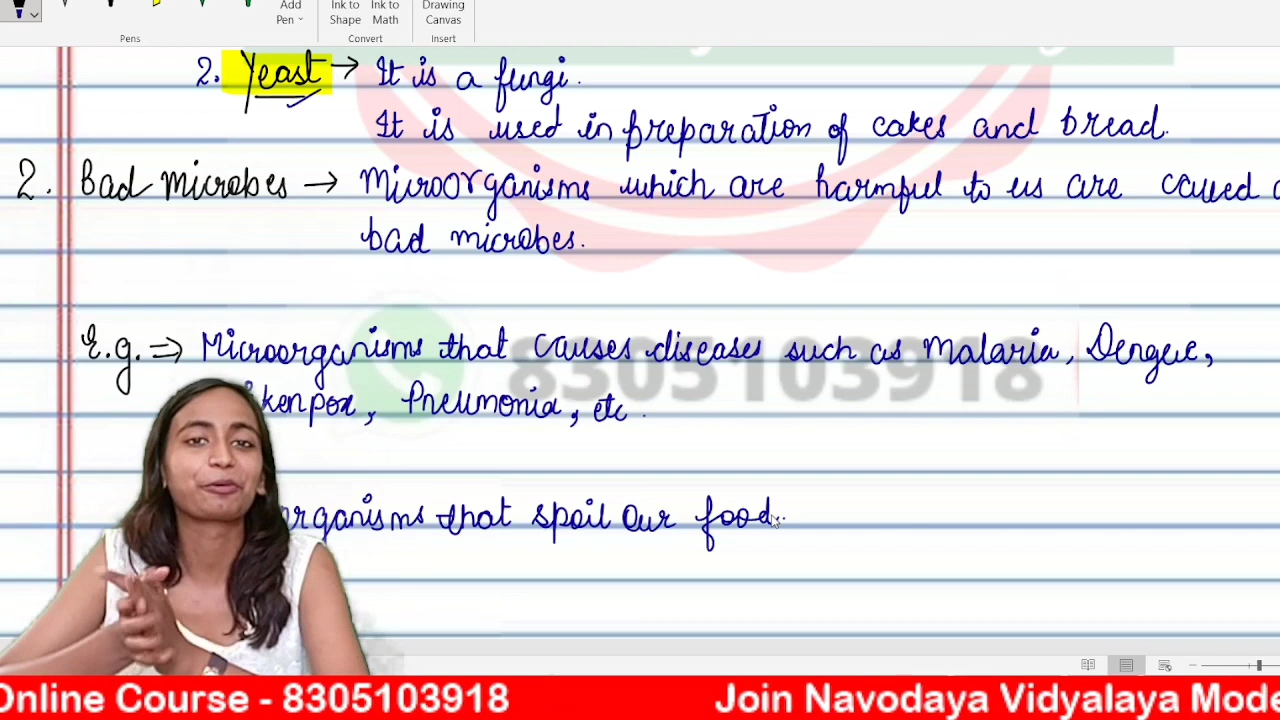 Add
Pen
Ink to
Shape
Ink to
Math
Drawing
Canvas
Pens
Convert
Insert
2. Yeast → It is a fungi.
It is used in preparation of cakes and bread.
2. Bad Microbes → Microorganisms which are harmful to us are called
bad microbes.
E.g. ⇒ Microorganisms that causes diseases such as Malaria, Dengue,
kenpox, Pneumonia, etc.
8305103918
organisms that spoil our food.
Online Course - 8305103918 Join Navodaya Vidyalaya Mode